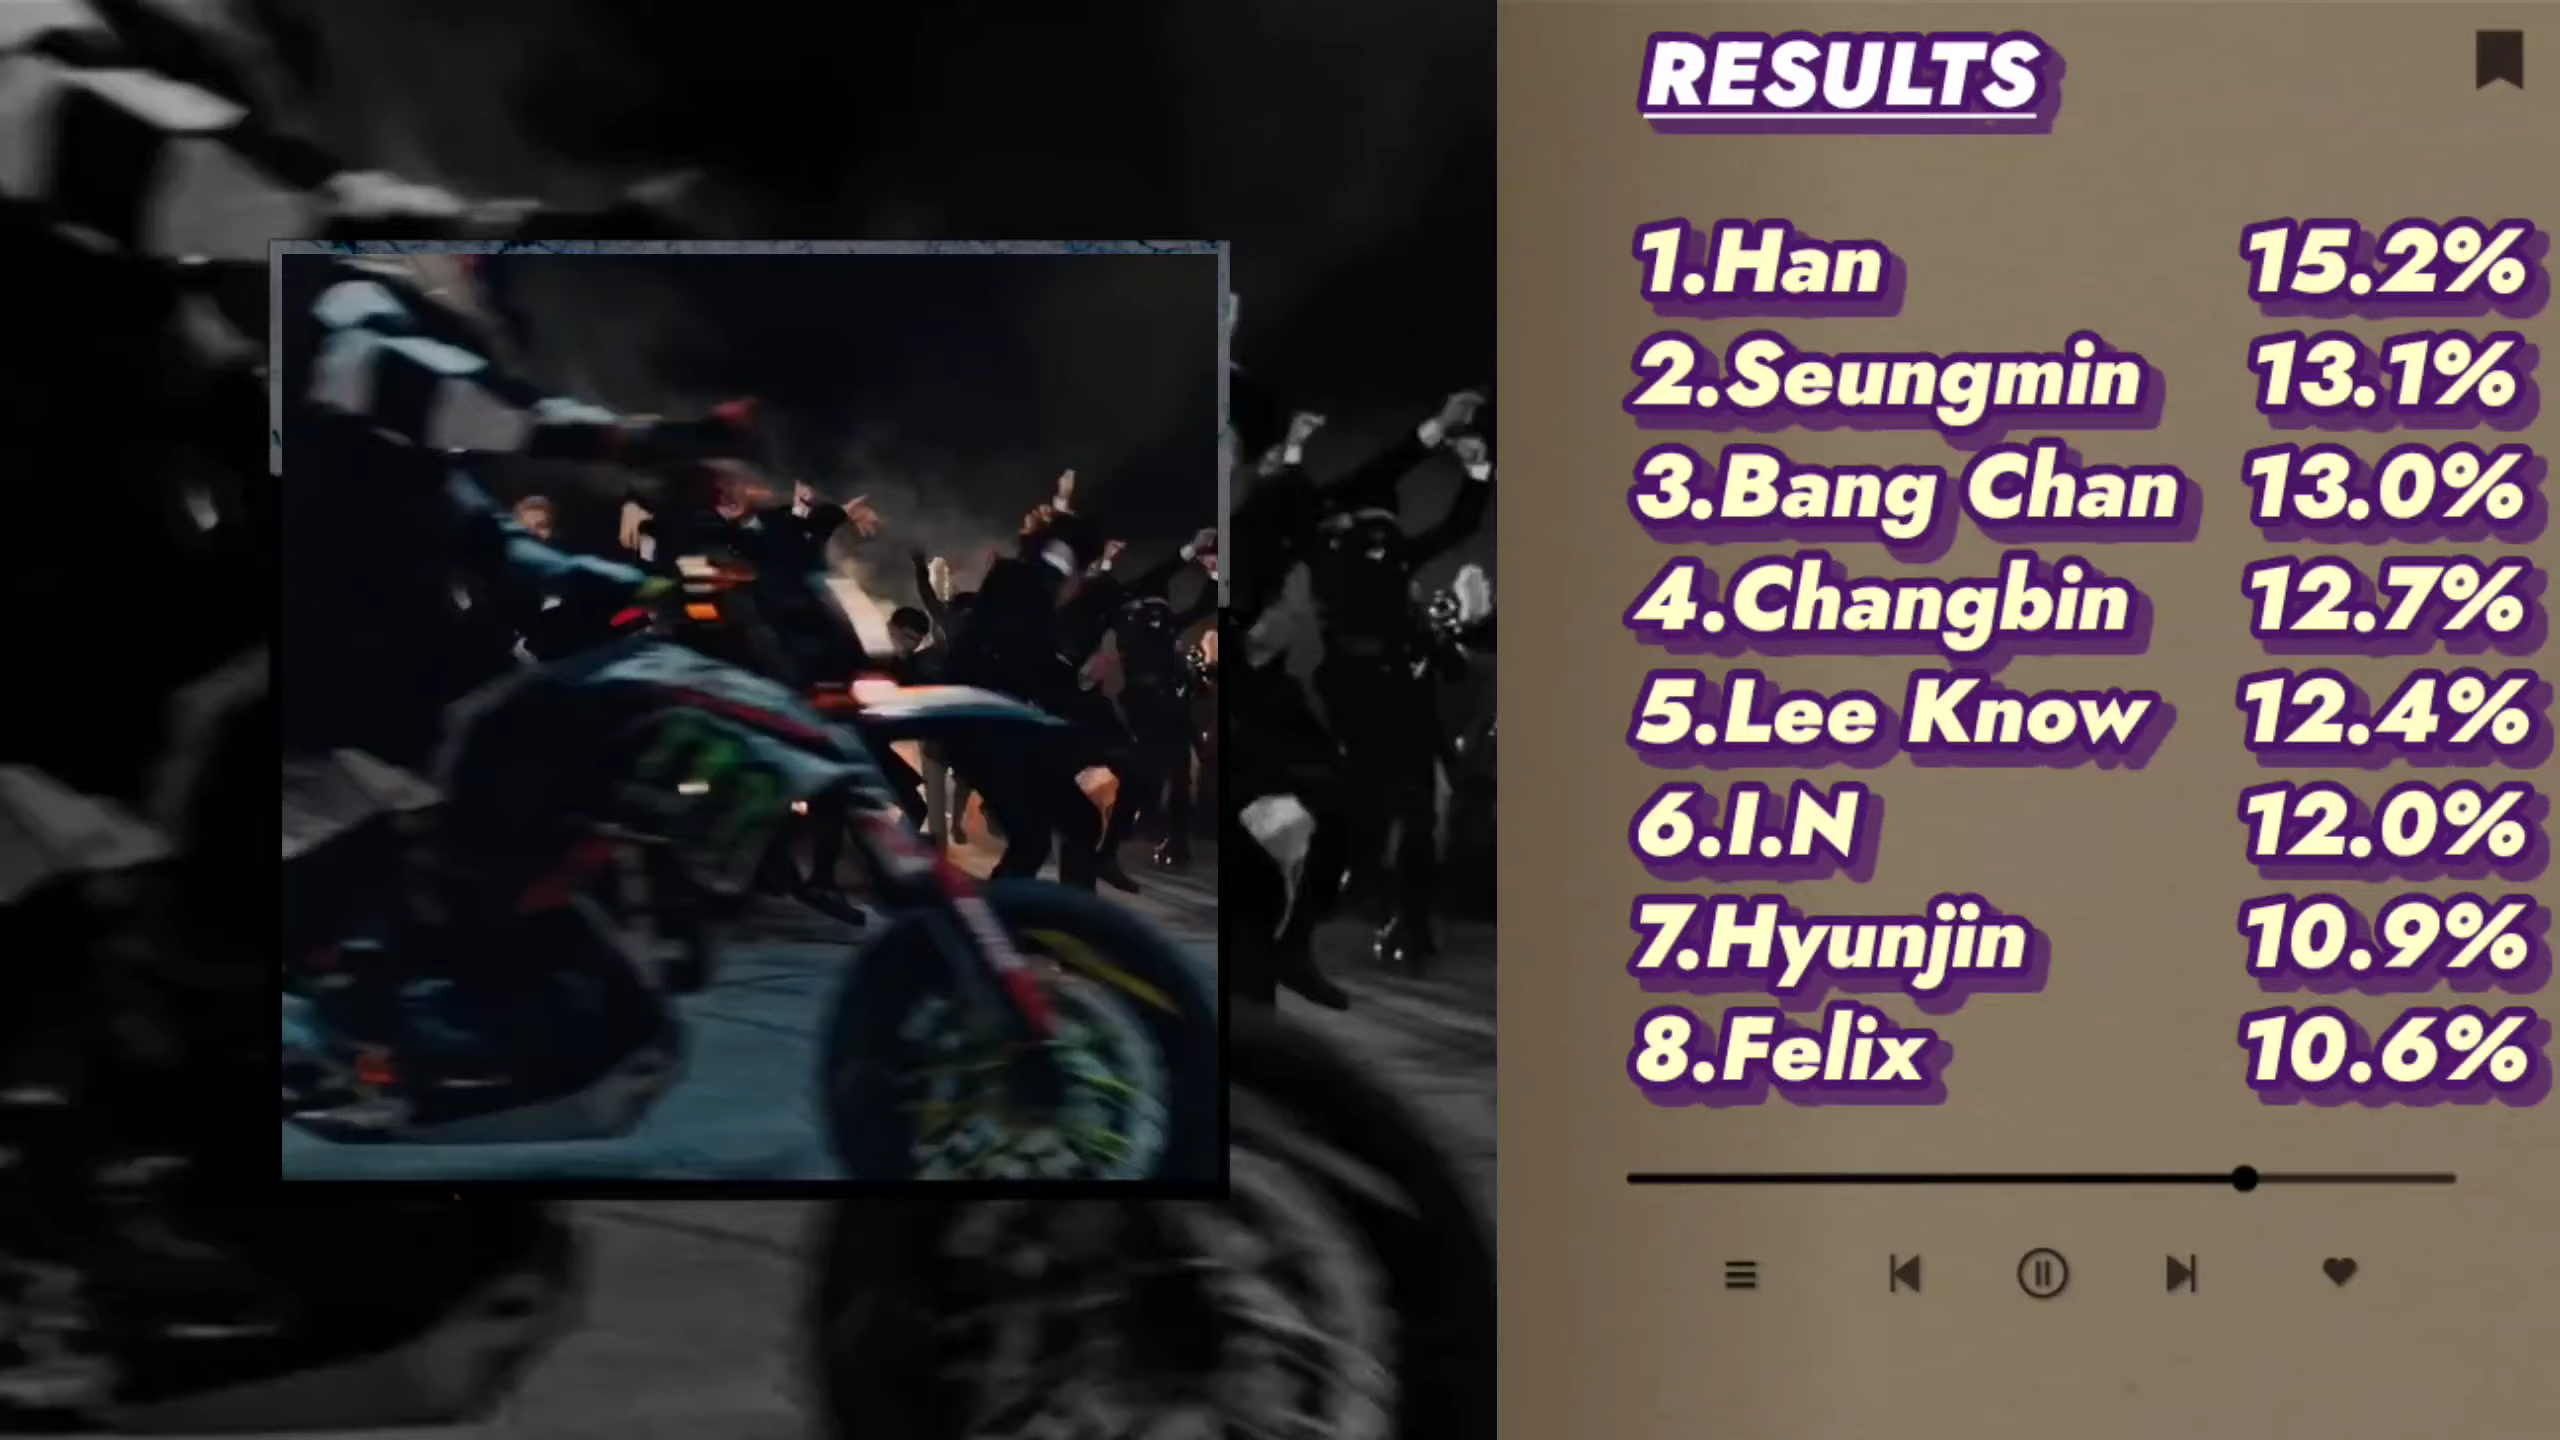 RESULTS
1.Han 15.2%
2.Seungmin 13.1%
3.Bang Chan 13.0%
4.Changbin 12.7%
5.Lee Know 12.4%
6.I.N 12.0%
7.Hyunjin 10.9%
8.Felix 10.6%